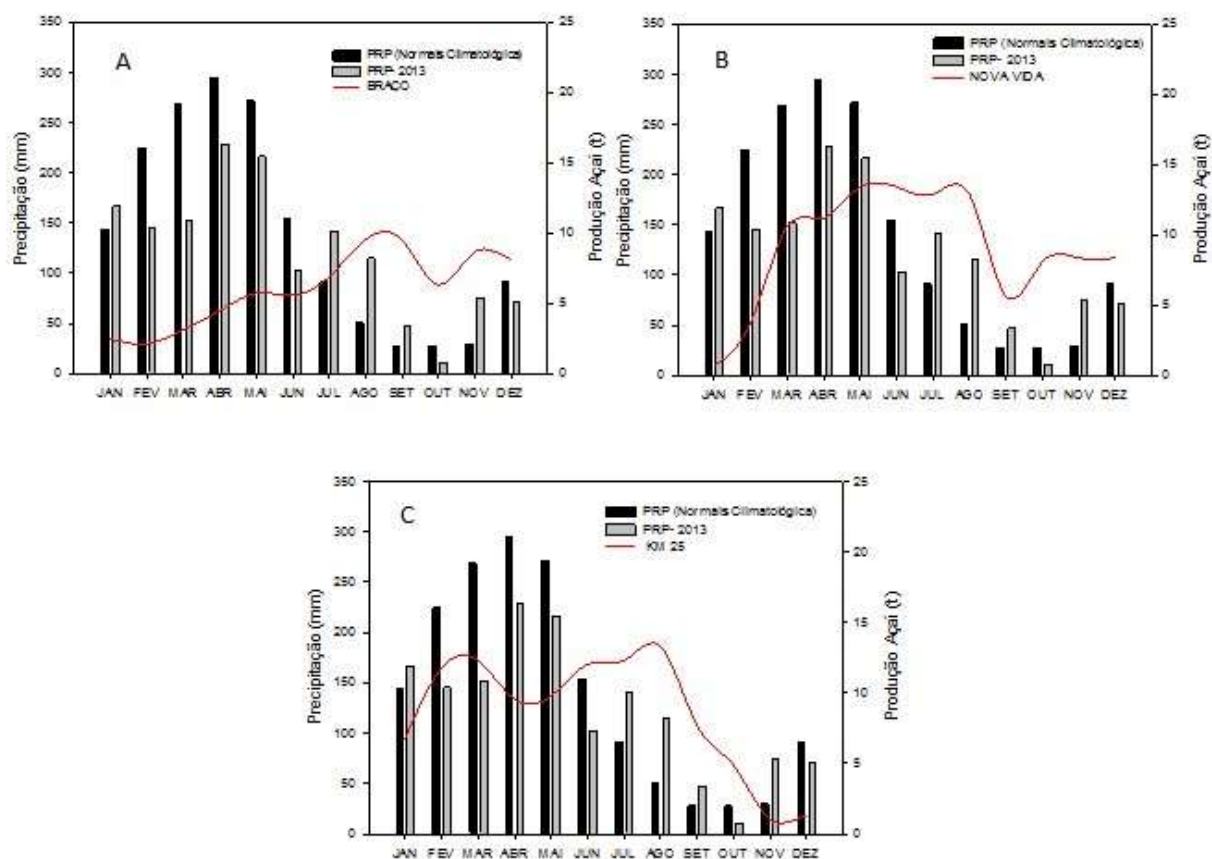 A
PRP (Normais Climatológica)
PRP- 2013
BRACO
Precipitação (mm)
350
300
250
200
150
100
50
0
Produção Açaí (t)
25
20
15
10
5
0
JAN FEV MAR ABR MAI JUN JUL AGO SET OUT NOV DEZ
B
PRP (Normais Climatológica)
PRP- 2013
NOVA VIDA
Precipitação (mm)
350
300
250
200
150
100
50
0
Produção Açaí (t)
25
20
15
10
5
0
JAN FEV MAR ABR MAI JUN JUL AGO SET OUT NOV DEZ
C
PRP (Normais Climatológica)
PRP- 2013
KM 25
Precipitação (mm)
350
300
250
200
150
100
50
0
Produção Açaí (t)
25
20
15
10
5
0
JAN FEV MAR ABR MAI JUN JUL AGO SET OUT NOV DEZ